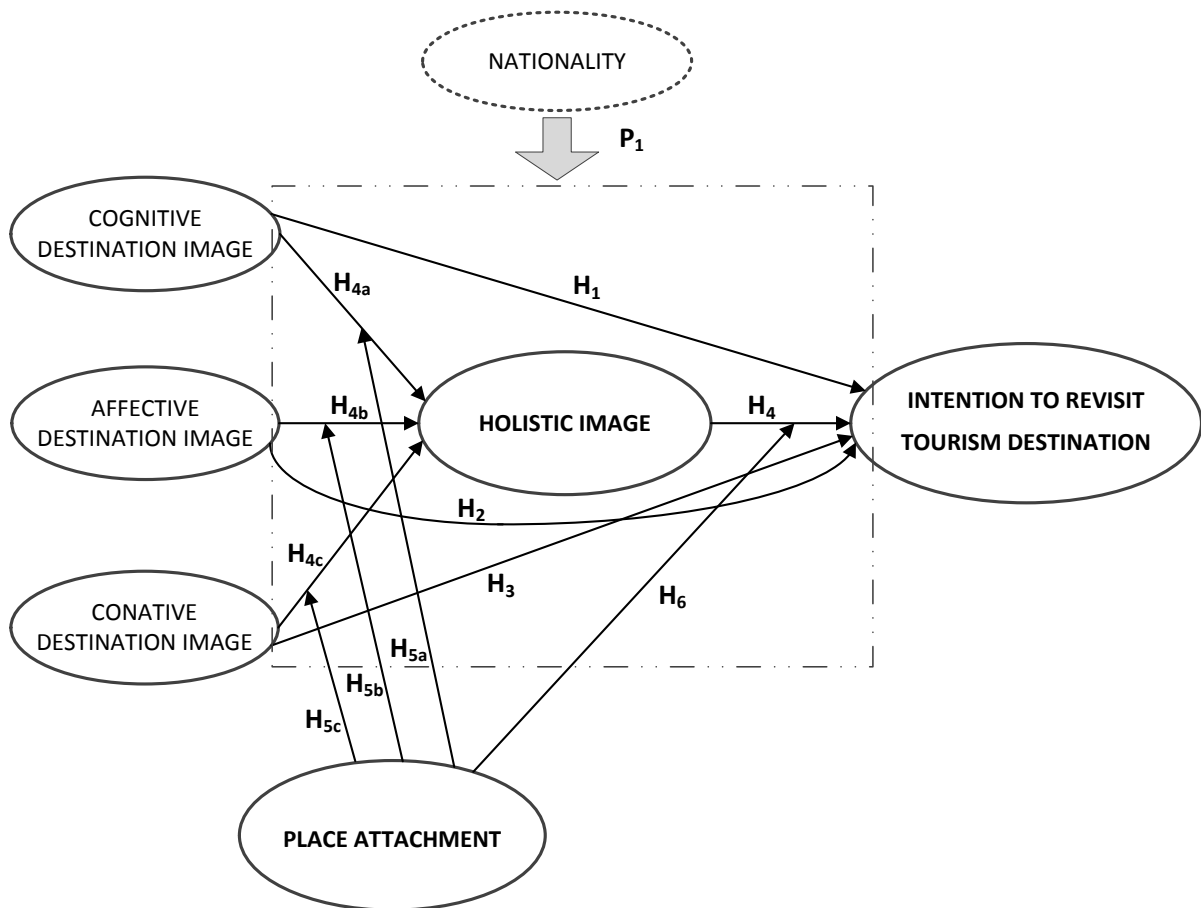 NATIONALITY
P₁
COGNITIVE
DESTINATION IMAGE
H₄ₐ
H₁
AFFECTIVE
DESTINATION IMAGE
H4b
HOLISTIC IMAGE
H₄
INTENTION TO REVISIT
TOURISM DESTINATION
H₂
H4c
H₃
H₆
CONATIVE
DESTINATION IMAGE
H₅ₐ
H5b
H5c
PLACE ATTACHMENT